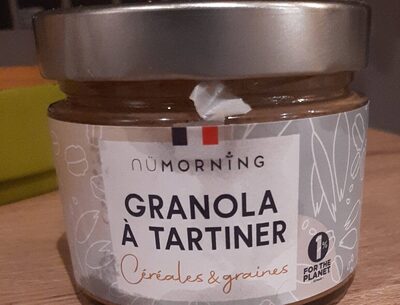 nüMORNING
GRANOLA
À TARTINER
Céréales & graines
1%
FOR THE
PLANET